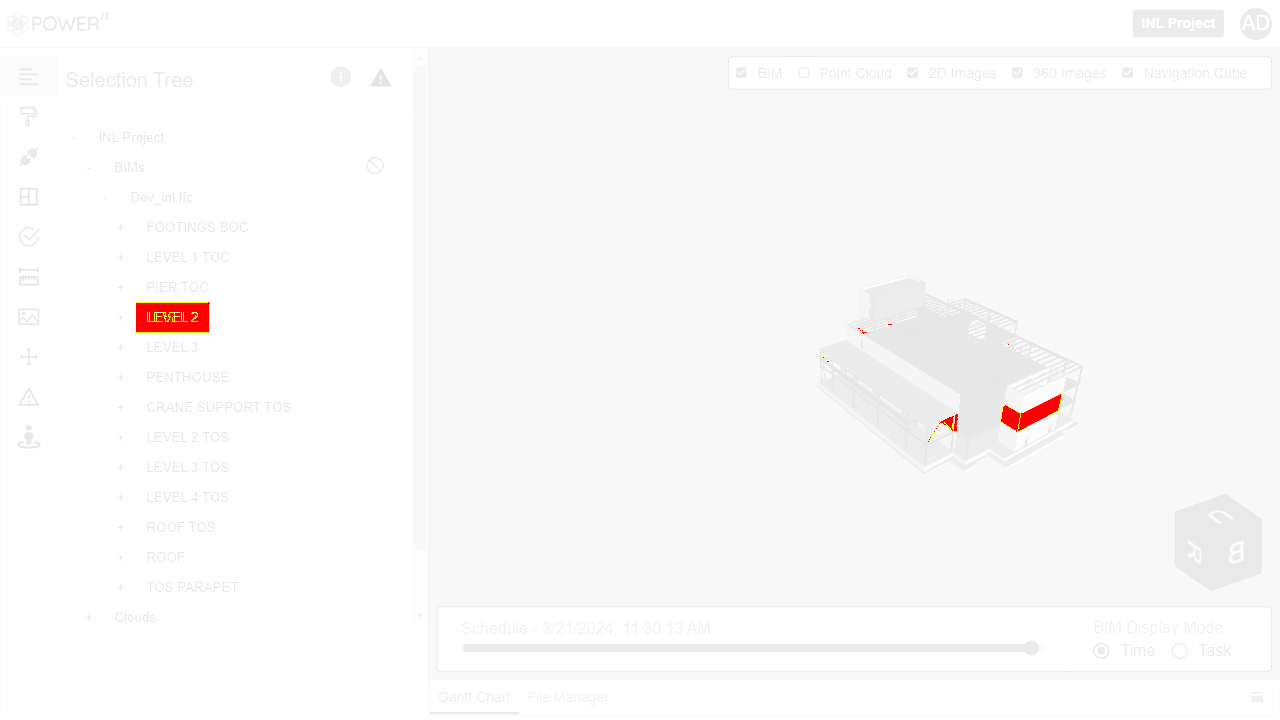 POWERⁿ
INL Project
AD
Selection Tree
BIM
Point Cloud
2D Images
360 Images
Navigation Cube
- INL Project
- BIMs
- Dev_Inl.ifc
+ FOOTINGS BOC
+ LEVEL 1 TOC
+ PIER TOC
+ LEVEL 2
+ LEVEL 3
+ PENTHOUSE
+ CRANE SUPPORT TOS
+ LEVEL 2 TOS
+ LEVEL 3 TOS
+ LEVEL 4 TOS
+ ROOF TOS
+ ROOF
+ TOS PARAPET
+ Clouds
R
B
Schedule - 3/21/2024, 11:30:13 AM
BIM Display Mode
Time
Task
Gantt Chart
File Manager